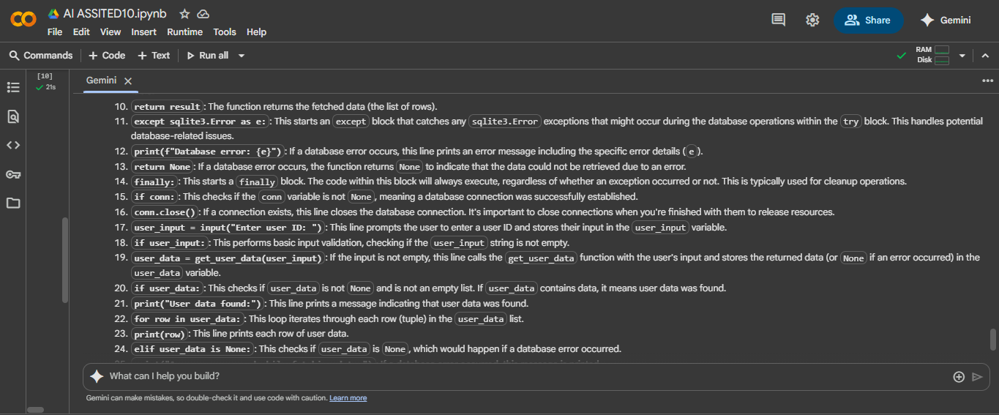 AI ASSITED10.ipynb
File Edit View Insert Runtime Tools Help
Share
Gemini
Commands + Code + Text Run all
RAM
Disk
[10]
21s
Gemini
10. return result: The function returns the fetched data (the list of rows).
11. except sqlite3.Error as e:: This starts an except block that catches any sqlite3.Error exceptions that might occur during the database operations within the try block. This handles potential
database-related issues.
12. print(f"Database error: {e}"): If a database error occurs, this line prints an error message including the specific error details (e).
13. return None: If a database error occurs, the function returns None to indicate that the data could not be retrieved due to an error.
14. finally:: This starts a finally block. The code within this block will always execute, regardless of whether an exception occurred or not. This is typically used for cleanup operations.
15. if conn:: This checks if the conn variable is not None, meaning a database connection was successfully established.
16. conn.close(): If a connection exists, this line closes the database connection. It's important to close connections when you're finished with them to release resources.
17. user_input = input("Enter user ID: "): This line prompts the user to enter a user ID and stores their input in the user_input variable.
18. if user_input:: This performs basic input validation, checking if the user_input string is not empty.
19. user_data = get_user_data(user_input): If the input is not empty, this line calls the get_user_data function with the user's input and stores the returned data (or None if an error occurred) in the
user_data variable.
20. if user_data:: This checks if user_data is not None and is not an empty list. If user_data contains data, it means user data was found.
21. print("User data found:"): This line prints a message indicating that user data was found.
22. for row in user_data:: This loop iterates through each row (tuple) in the user_data list.
23. print(row): This line prints each row of user data.
24. elif user_data is None:: This checks if user_data is None, which would happen if a database error occurred.
What can I help you build?
Gemini can make mistakes, so double-check it and use code with caution. Learn more